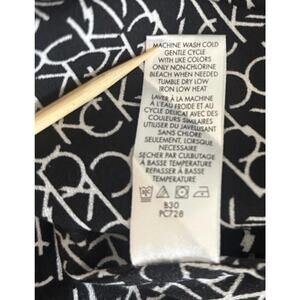 MACHINE WASH COLD
GENTLE CYCLE
WITH LIKE COLORS
ONLY NON-CHLORINE
BLEACH WHEN NEEDED
TUMBLE DRY LOW
IRON LOW HEAT
LAVER À LA MACHINE
À L'EAU FROIDE
CYCLE DÉLICAT AVEC DES
COULEURS SIMILAIRES
UTILISER DU JAVELLISANT
SANS CHLORE
SEULEMENT, LORSQUE
NÉCESSAIRE
SÉCHER PAR CULBUTAGE
À BASSE TEMPÉRATURE
REPASSER À BASSE
TEMPÉRATURE
B30
PC728